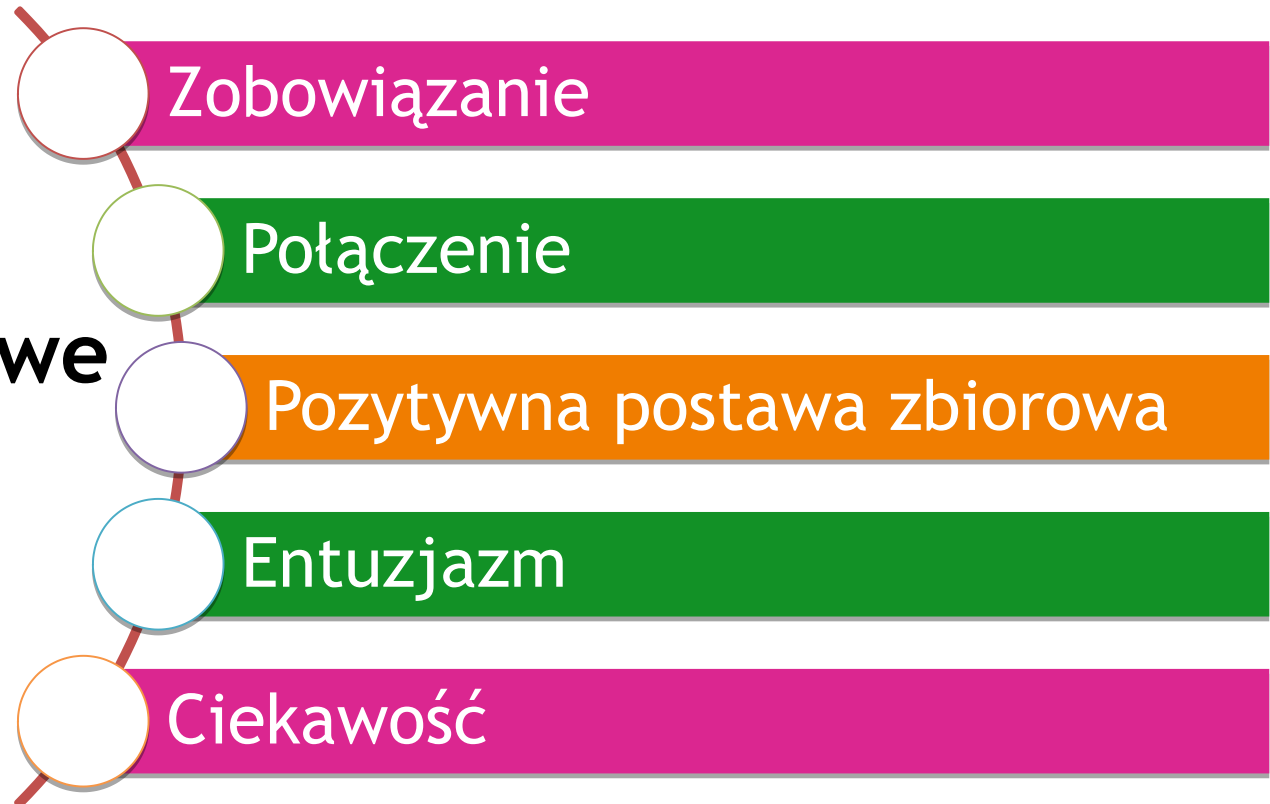 Zobowiązanie
Połączenie
we
Pozytywna postawa zbiorowa
Entuzjazm
Ciekawość